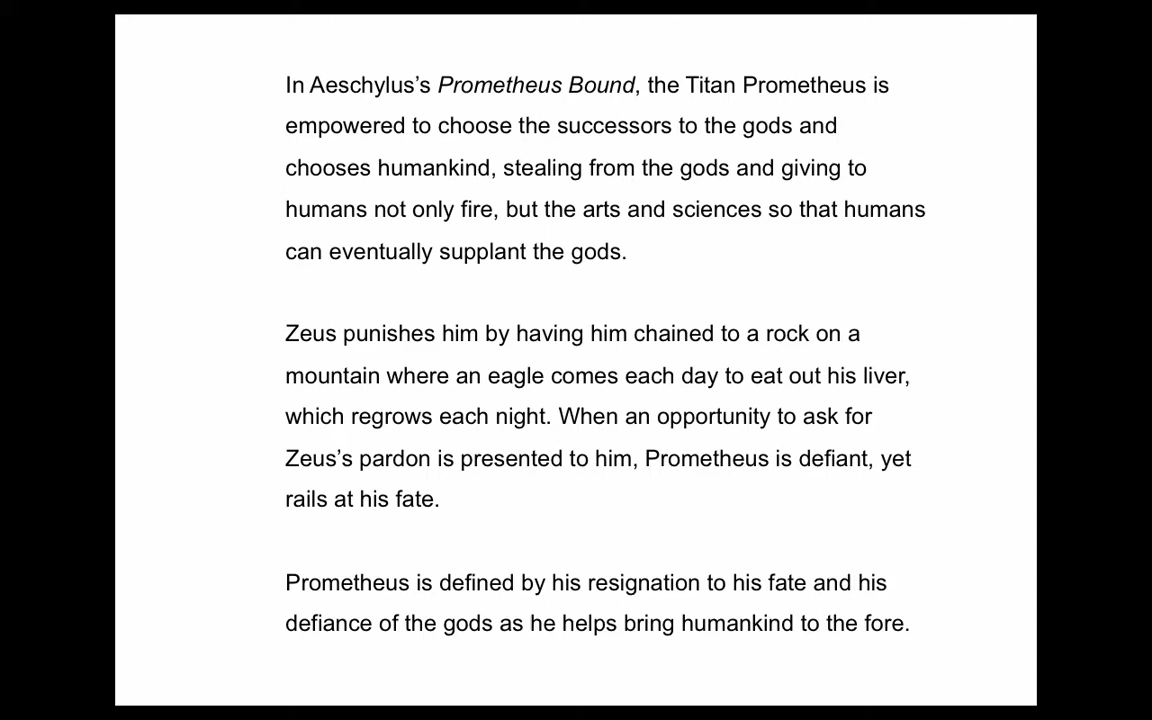 In Aeschylus’s Prometheus Bound, the Titan Prometheus is
empowered to choose the successors to the gods and
chooses humankind, stealing from the gods and giving to
humans not only fire, but the arts and sciences so that humans
can eventually supplant the gods.
Zeus punishes him by having him chained to a rock on a
mountain where an eagle comes each day to eat out his liver,
which regrows each night. When an opportunity to ask for
Zeus’s pardon is presented to him, Prometheus is defiant, yet
rails at his fate.
Prometheus is defined by his resignation to his fate and his
defiance of the gods as he helps bring humankind to the fore.